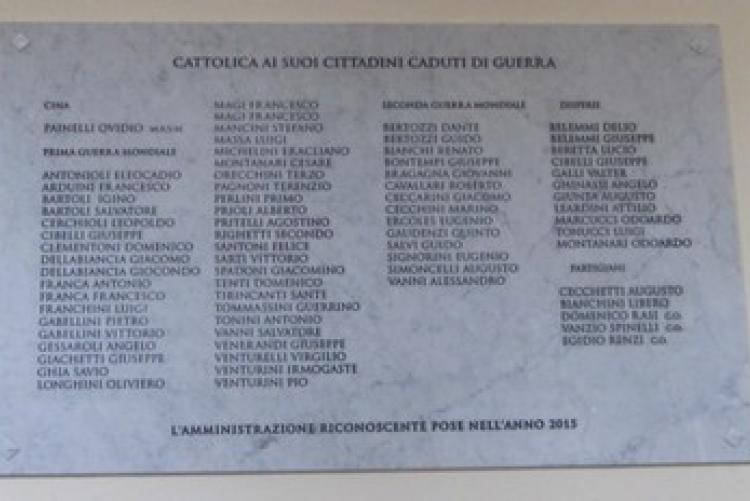 CATTOLICA AI SUOI CITTADINI CADUTI DI GUERRA
CINA
PAINELLI OVIDIO
PRIMA GUERRA MONDIALE
ANTONIOLI ELEOCADIO
ARDUINI FRANCESCO
BARTOLI IGINO
BARTOLI SALVATORE
CERCHIOLI LEOPOLDO
CIBELLI GIUSEPPE
CLEMENTONI DOMENICO
DELLABIANCIA GIACOMO
DELLABIANCIA GIOCONDO
FRANCA ANTONIO
FRANCA FRANCESCO
FRANCHINI LUIGI
GABELLINI PIETRO
GABELLINI VITTORIO
GESSAROLI ANGELO
GIACHETTI GIUSEPPE
GHIA SAVIO
LONGHINI OLIVIERO
MAGI FRANCESCO
MAGI FRANCESCO
MANCINI STEFANO
MASSA LUIGI
MICHELINI ERACLIANO
MONTANARI CESARE
ORECCHINI TERZO
PAGNONI TERENZIO
PERLINI PRIMO
PRIOLI ALBERTO
PRITELLI AGOSTINO
RIGHETTI SECONDO
SANTONI FELICE
SARTI VITTORIO
SPADONI GIACOMINO
TENTI DOMENICO
TIRINCANTI SANTE
TOMMASSINI GUERRINO
TONINI ANTONIO
VANNI SALVATORE
VENERANDI GIUSEPPE
VENTURELLI VIRGILIO
VENTURINI IRMOGASTE
VENTURINI PIO
SECONDA GUERRA MONDIALE
BERTOZZI DANTE
BERTOZZI GUIDO
BIANCHI RENATO
BONTEMPI GIUSEPPE
BRAGAGNA GIOVANNI
CAVALLARI ROBERTO
CECCARINI GIACOMO
CECCHINI MARINO
ERCOLES EUGENIO
GAUDENZI QUINTO
SALVI GUIDO
SIGNORINI EUGENIO
SIMONCELLI AUGUSTO
VANNI ALESSANDRO
DISPERSI
BELEMMI DELIO
BELEMMI GIUSEPPE
BERETTA LUCIO
CIBELLI GIUSEPPE
GALLI VALTER
GHINASSI ANGELO
GIUNTA AUGUSTO
LEARDINI ATTILIO
MARCUCCI ODOARDO
TONUCCI LUIGI
MONTANARI ODOARDO
PARTIGIANI
CECCHETTI AUGUSTO
BIANCHINI LIBERO
DOMENICO RASI C.O.
VANZIO SPINELLI C.O.
EGIDIO RENZI C.O.
L'AMMINISTRAZIONE RICONOSCENTE POSE NELL'ANNO 2015